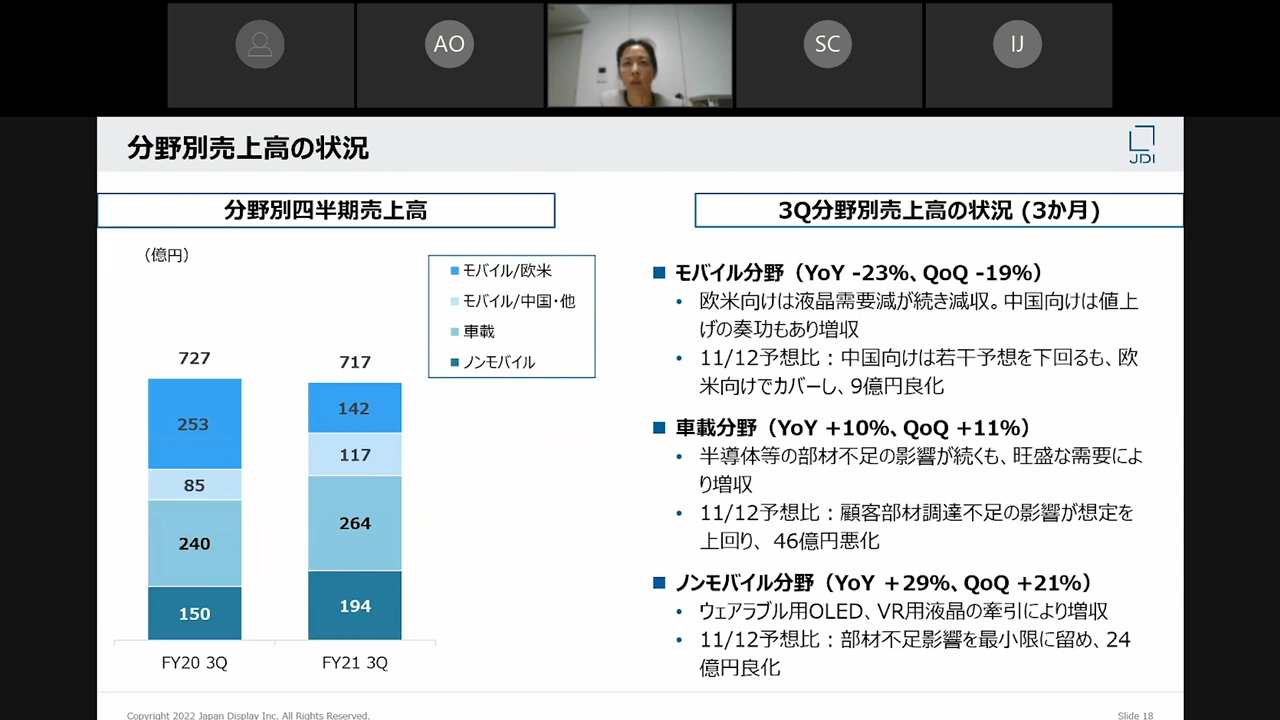 AO
SC
IJ
分野別売上高の状況
JDI
分野別四半期売上高
3Q分野別売上高の状況 (3か月)
（億円）
モバイル/欧米
モバイル/中国・他
車載
ノンモバイル
727
717
253
142
85
117
240
264
150
194
FY20 3Q
FY21 3Q
■ モバイル分野（YoY -23%、QoQ -19%）
• 欧米向けは液晶需要減が続き減収。中国向けは値上
げの奏功もあり増収
• 11/12予想比：中国向けは若干予想を下回るも、欧
米向けでカバーし、9億円良化
■ 車載分野（YoY +10%、QoQ +11%）
• 半導体等の部材不足の影響が続くも、旺盛な需要によ
り増収
• 11/12予想比：顧客部材調達不足の影響が想定を
上回り、 46億円悪化
■ ノンモバイル分野（YoY ＋29%、QoQ +21%）
• ウェアラブル用OLED、VR用液晶の牽引により増収
• 11/12予想比：部材不足影響を最小限に留め、24
億円良化
Copyright 2022 Japan Display Inc. All Rights Reserved.
Slide 18